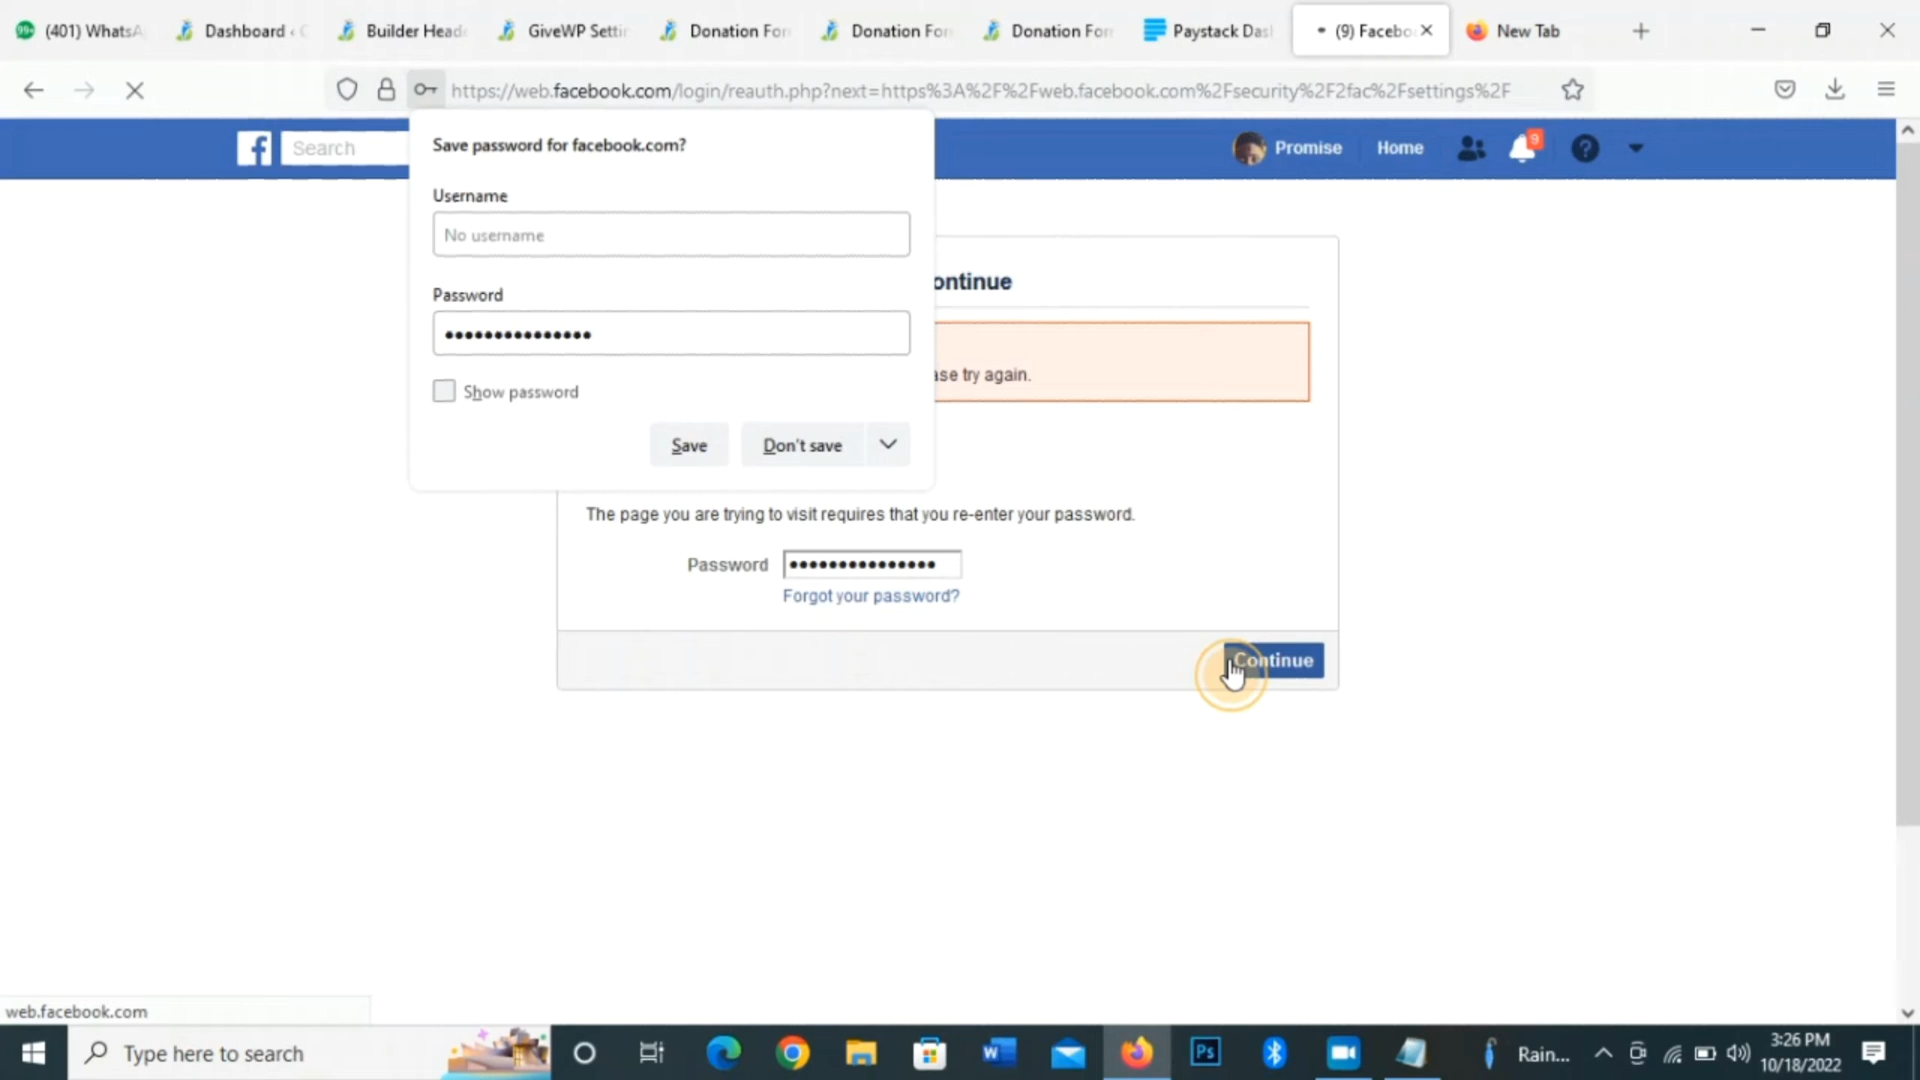 99+ (401) WhatsA
Dashboard ‹
Builder Head
GiveWP Settin
Donation For
Donation For
Donation For
Paystack Das
(9) Facebo
New Tab
https://web.facebook.com/login/reauth.php?next=https%3A%2F%2Fweb.facebook.com%2Fsecurity%2F2fac%2Fsettings%2F
Search
Promise
Home
9
Save password for facebook.com?
Username
No username
Password
Show password
Save
Don't save
ontinue
ase try again.
The page you are trying to visit requires that you re-enter your password.
Password
Forgot your password?
Continue
web.facebook.com
Type here to search
Ps
Rain...
3:26 PM
10/18/2022